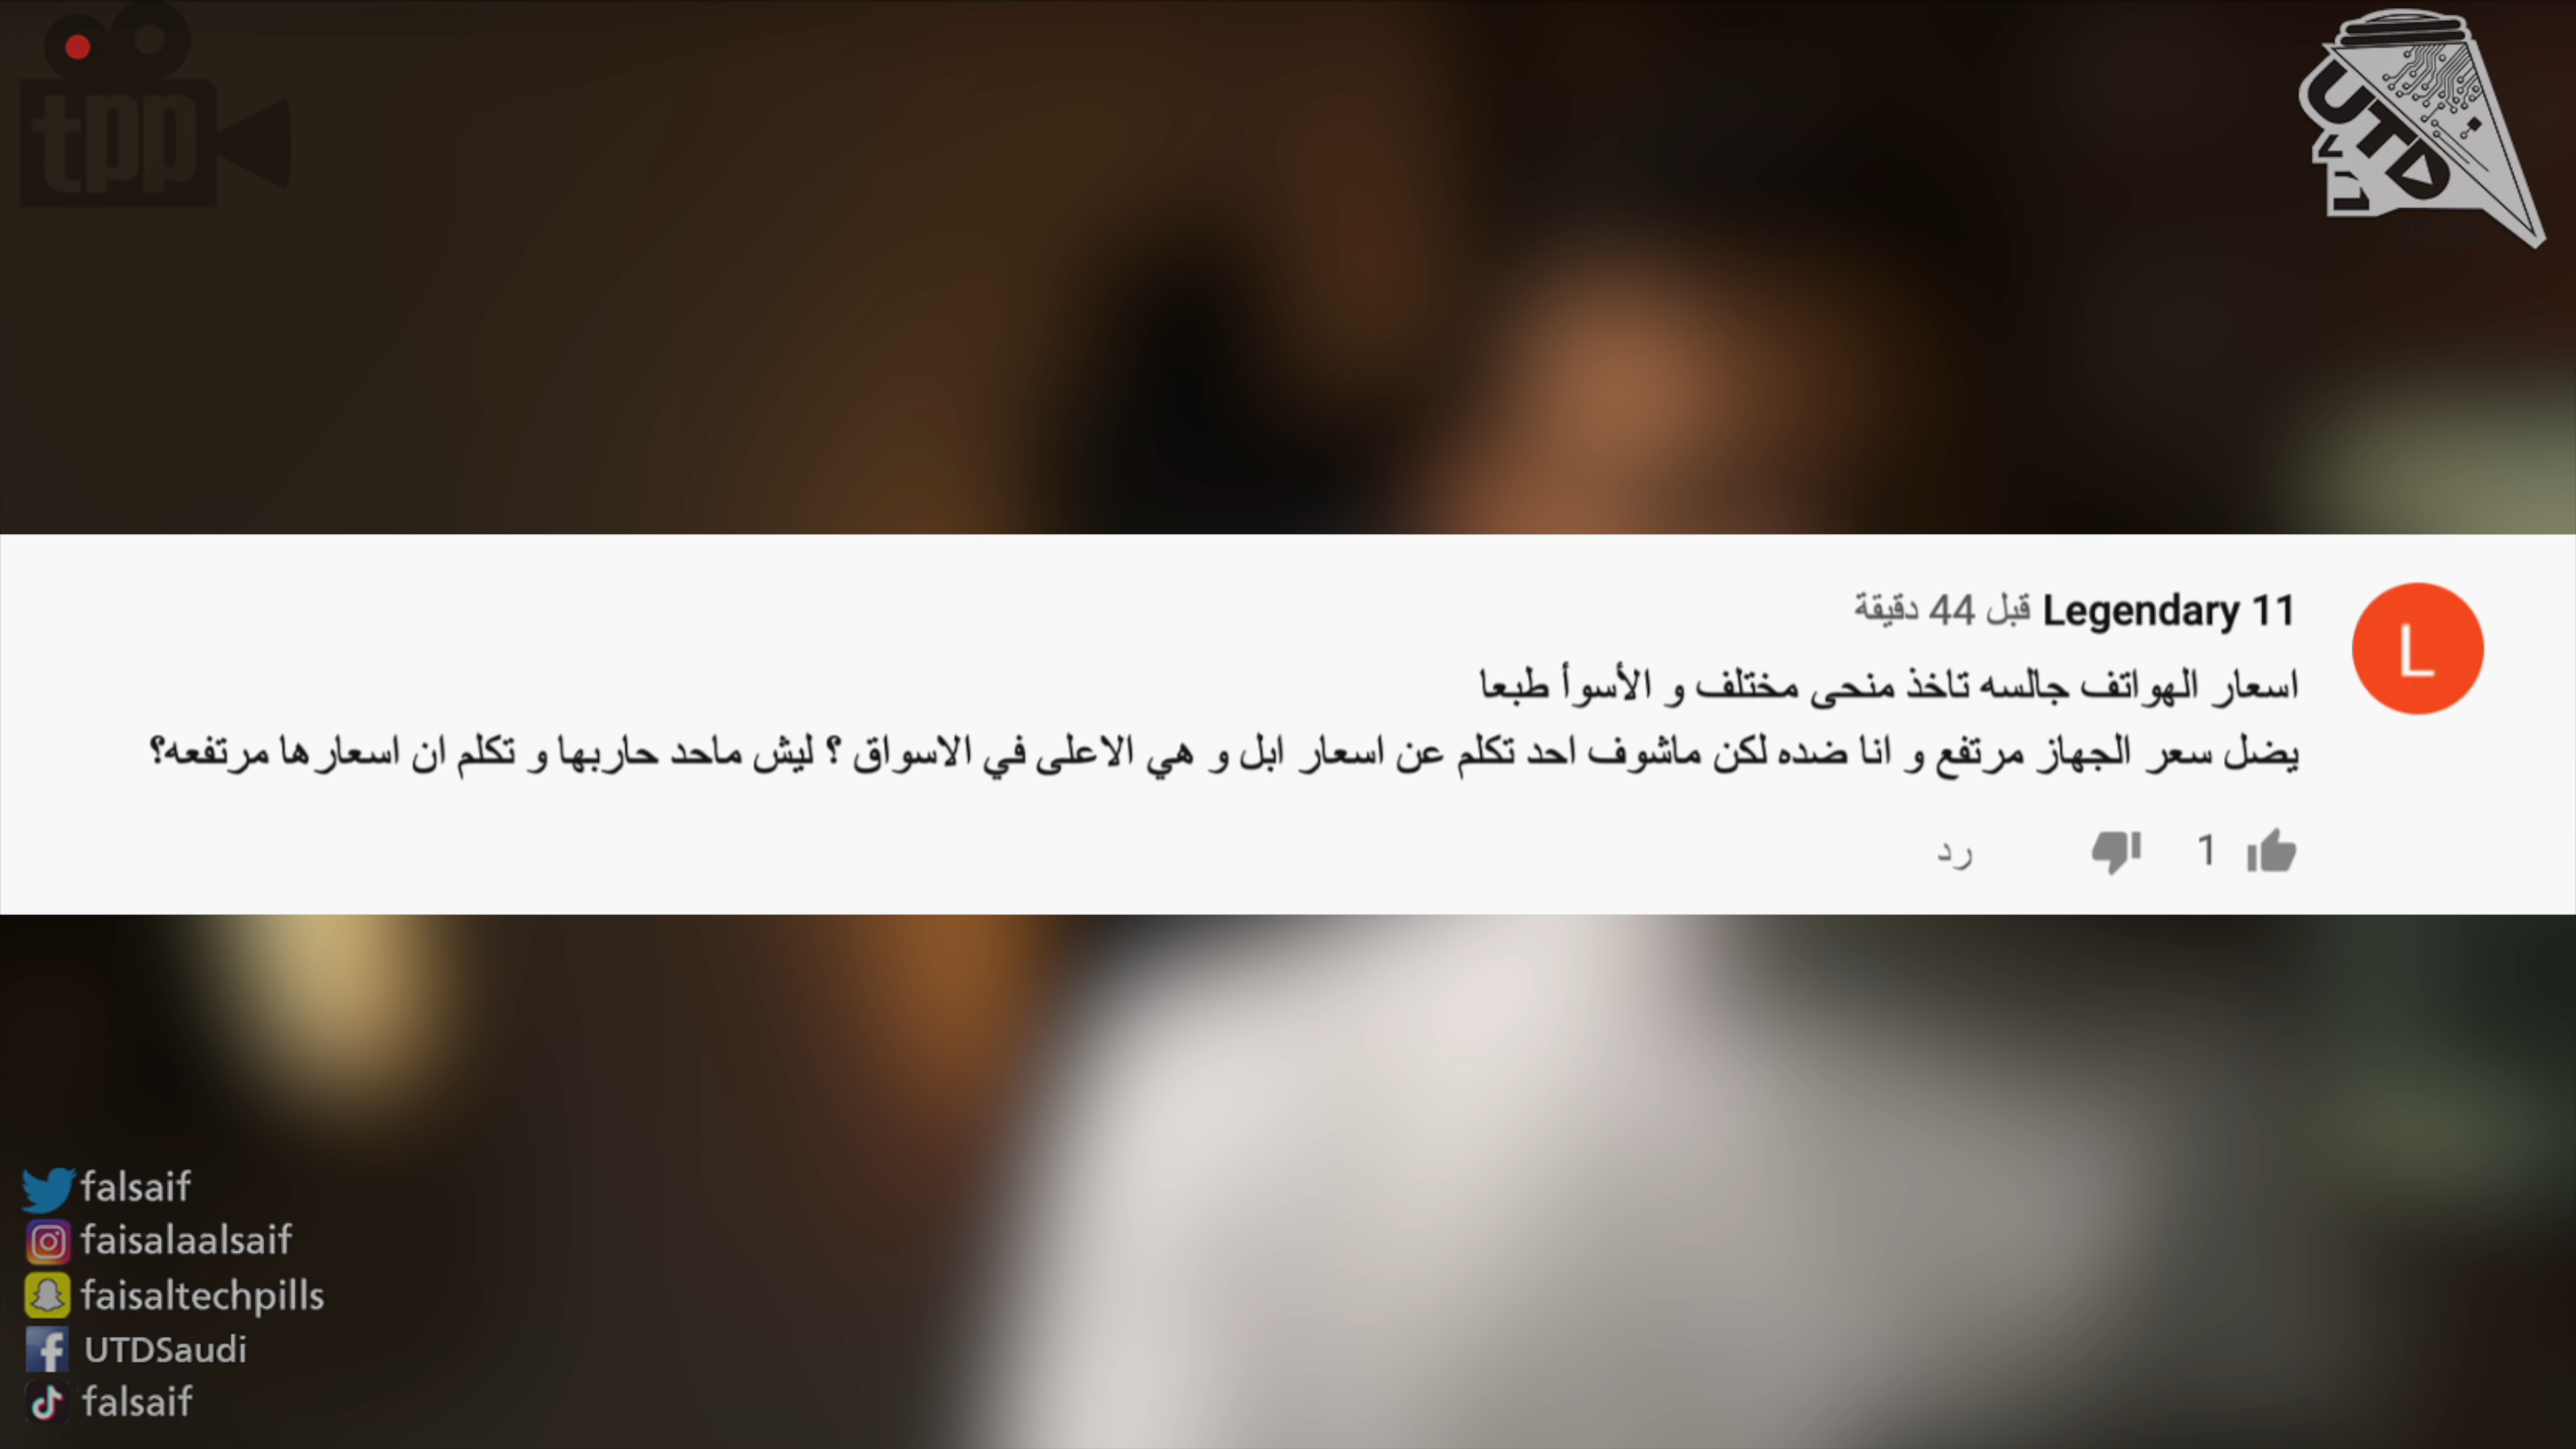 tpp
UTD
Legendary 11 قبل 44 دقيقة
اسعار الهواتف جالسه تاخذ منحى مختلف و الأسوأ طبعا
يضل سعر الجهاز مرتفع و انا ضده لكن ماشوف احد تكلم عن اسعار ابل و هي الاعلى في الاسواق ؟ ليش ماحد حاربها و تكلم ان اسعارها مرتفعه؟
1
رد
L
falsaif
faisalaalsaif
faisaltechpills
UTDSaudi
falsaif